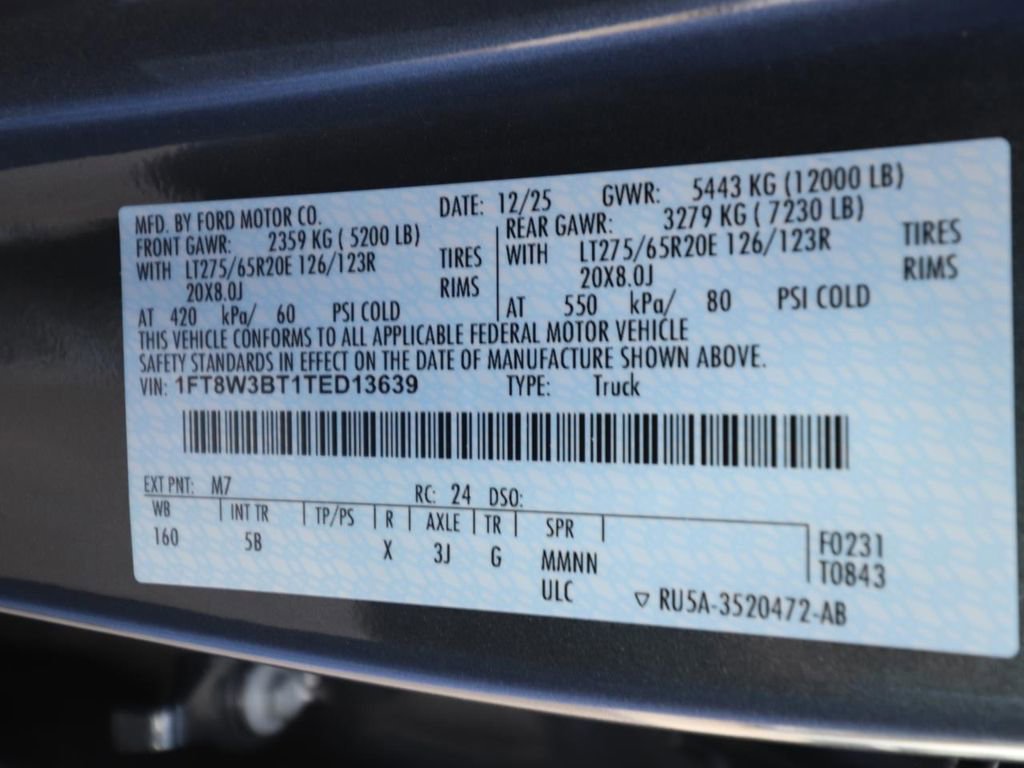 MFD. BY FORD MOTOR CO. DATE: 12/25 GVWR: 5443 KG (12000 LB)
FRONT GAWR: 2359 KG ( 5200 LB) REAR GAWR: 3279 KG ( 7230 LB)
WITH LT275/65R20E 126/123R TIRES WITH LT275/65R20E 126/123R TIRES
20X8.0J RIMS 20X8.0J RIMS
AT 420 kPa/ 60 PSI COLD AT 550 kPa/ 80 PSI COLD
THIS VEHICLE CONFORMS TO ALL APPLICABLE FEDERAL MOTOR VEHICLE
SAFETY STANDARDS IN EFFECT ON THE DATE OF MANUFACTURE SHOWN ABOVE.
VIN: 1FT8W3BT1TED13639 TYPE: Truck
EXT PNT: M7 RC: 24 DSO:
WB INT TR TP/PS R AXLE TR SPR F0231
160 5B X 3J G MMNN T0843
ULC ▽ RU5A-3520472-AB